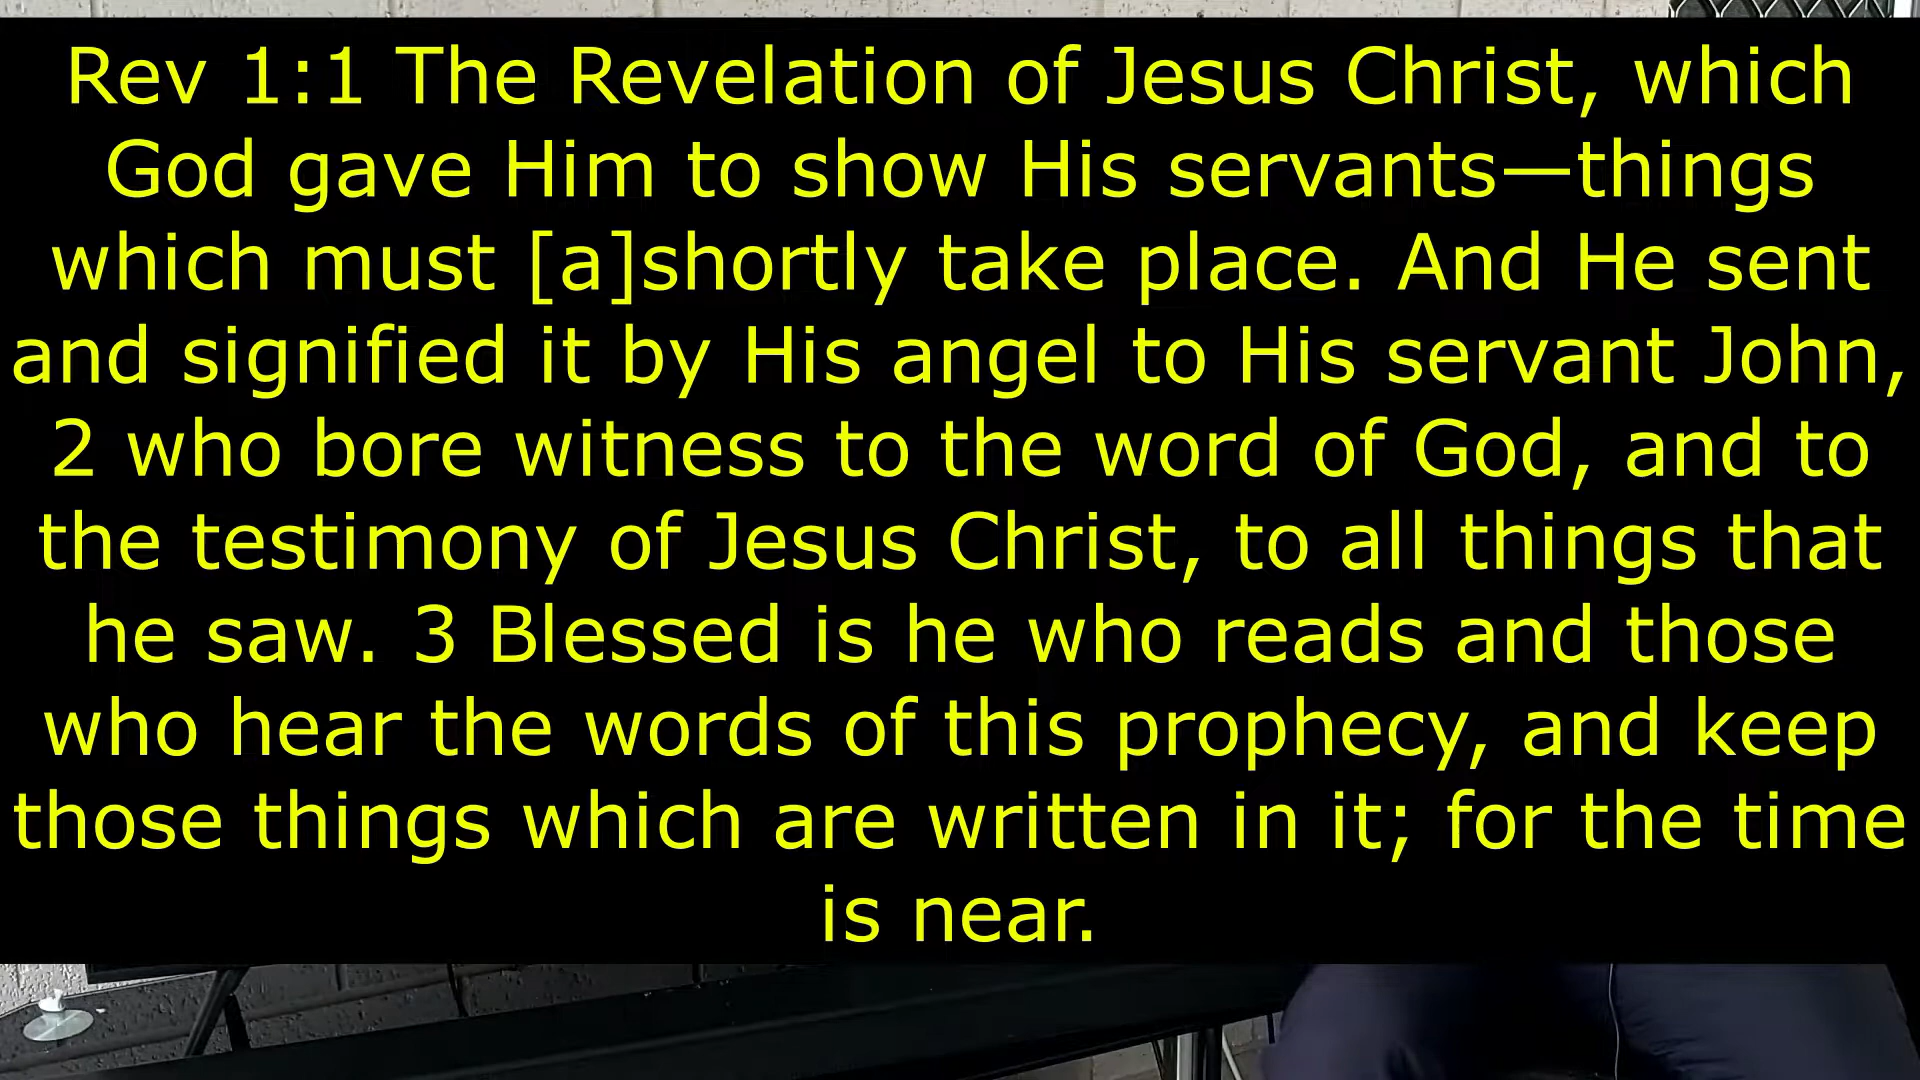 Rev 1:1 The Revelation of Jesus Christ, which
God gave Him to show His servants—things
which must [a]shortly take place. And He sent
and signified it by His angel to His servant John,
2 who bore witness to the word of God, and to
the testimony of Jesus Christ, to all things that
he saw. 3 Blessed is he who reads and those
who hear the words of this prophecy, and keep
those things which are written in it; for the time
is near.